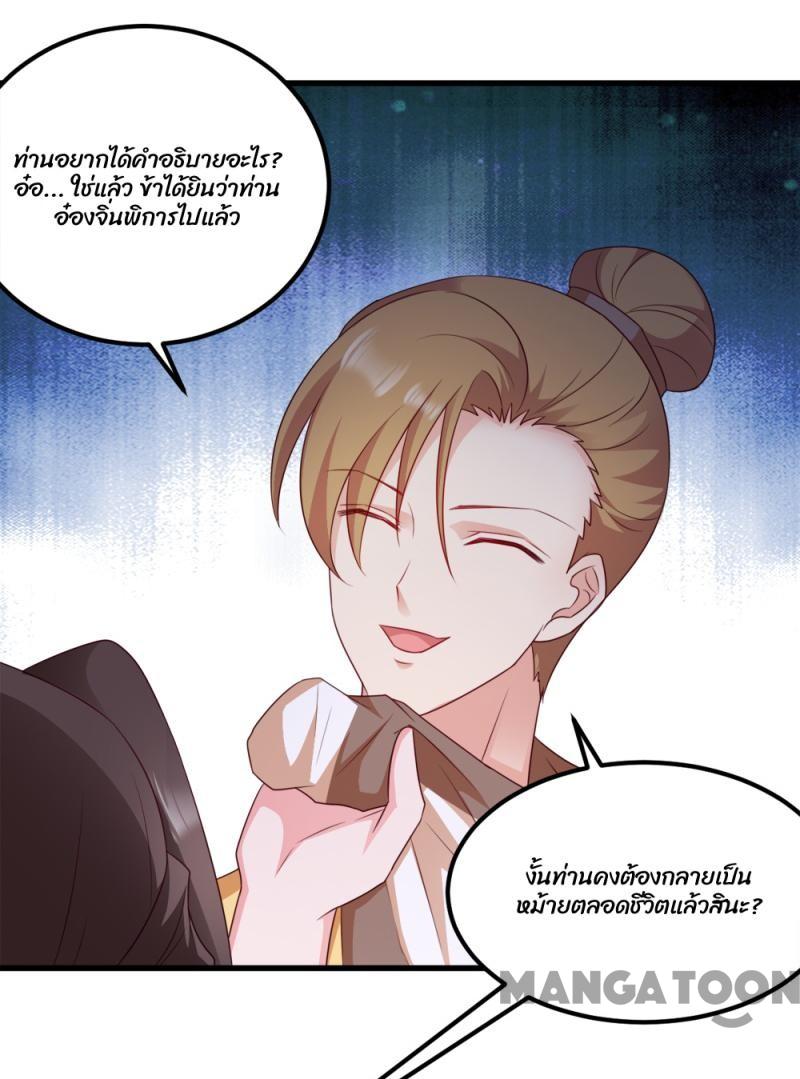 ท่านอยากได้คำอธิบายอะไร?
อ๋อ... ใช่แล้ว ข้าได้ยินว่าท่าน
อ๋องจิ่นพิการไปแล้ว
งั้นท่านคงต้องกลายเป็น
หม้ายตลอดชีวิตแล้วสินะ?
MANGATOON